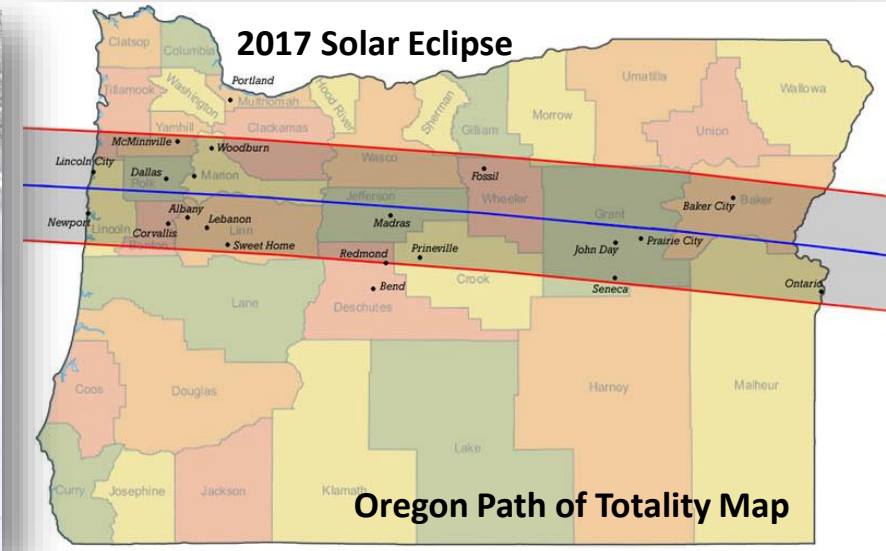 2017 Solar Eclipse
Clatsop
Columbia
Portland
Tillamook
Washington
Multnomah
Hood River
Sherman
Gilliam
Morrow
Umatilla
Union
Wallowa
Yamhill
Clackamas
McMinnville
Woodburn
Lincoln City
Dallas
Polk
Marion
Wasco
Fossil
Wheeler
Jefferson
Grant
Baker City
Baker
Newport
Lincoln
Albany
Lebanon
Corvallis
Benton
Linn
Sweet Home
Madras
Redmond
Prineville
John Day
Prairie City
Crook
Seneca
Ontario
Bend
Lane
Deschutes
Coos
Douglas
Harney
Malheur
Lake
Curry
Josephine
Jackson
Klamath
Oregon Path of Totality Map